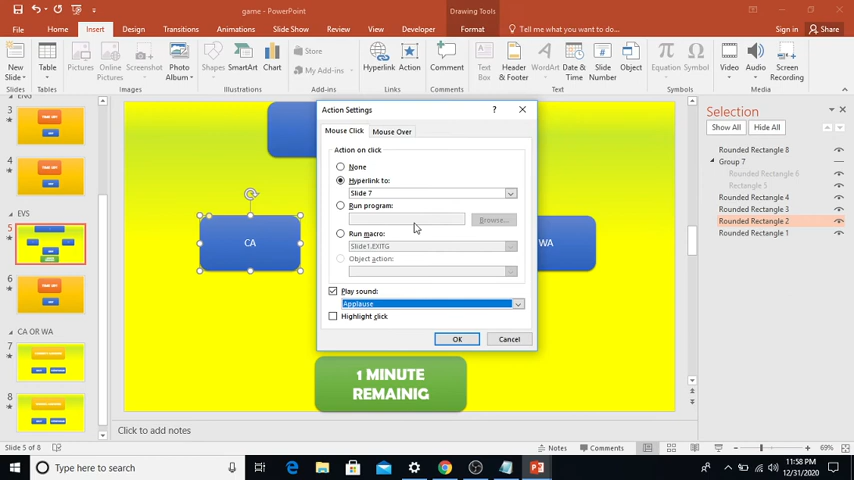 game - PowerPoint
Drawing Tools
File Home Insert Design Transitions Animations Slide Show Review View Developer Format Tell me what you want to do...
Sign in Share
New Slide
Table
Pictures
Online Pictures
Screenshot
Photo Album
Shapes
SmartArt
Chart
Store
My Add-ins
Hyperlink
Action
Comment
Text Box
Header & Footer
WordArt
Date & Time
Slide Number
Object
Equation
Symbol
Video
Audio
Screen Recording
Slides
Tables
Images
Illustrations
Add-ins
Links
Comments
Text
Symbols
Media
ENG
3
4
EVS
5
6
CA OR WA
7
8
CA
WA
1 MINUTE
REMAINIG
Action Settings
Mouse Click Mouse Over
Action on click
None
Hyperlink to:
Slide 7
Run program:
Browse...
Run macro:
Slide1.EXITG
Object action:
Play sound:
Applause
Highlight click
OK Cancel
Selection
Show All Hide All
Rounded Rectangle 8
Group 7
Rounded Rectangle 6
Rectangle 5
Rounded Rectangle 4
Rounded Rectangle 3
Rounded Rectangle 2
Rounded Rectangle 1
Click to add notes
Slide 5 of 8
Notes Comments
69%
Type here to search
11:58 PM
12/31/2020